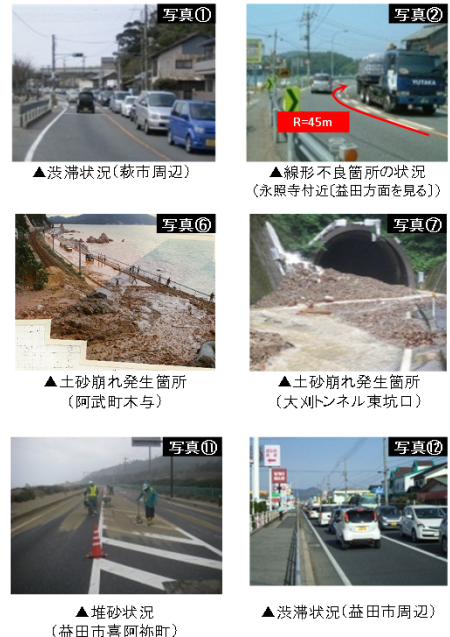 写真①
写真②
YUTAKA
R=45m
▲渋滞状況(萩市周辺)
▲線形不良箇所の状況
(永照寺付近〔益田方面を見る〕)
写真⑥
写真⑦
▲土砂崩れ発生箇所
(阿武町木与)
▲土砂崩れ発生箇所
(大刈トンネル東坑口)
写真⑪
写真⑫
▲堆砂状況
(益田市喜阿弥町)
▲渋滞状況(益田市周辺)